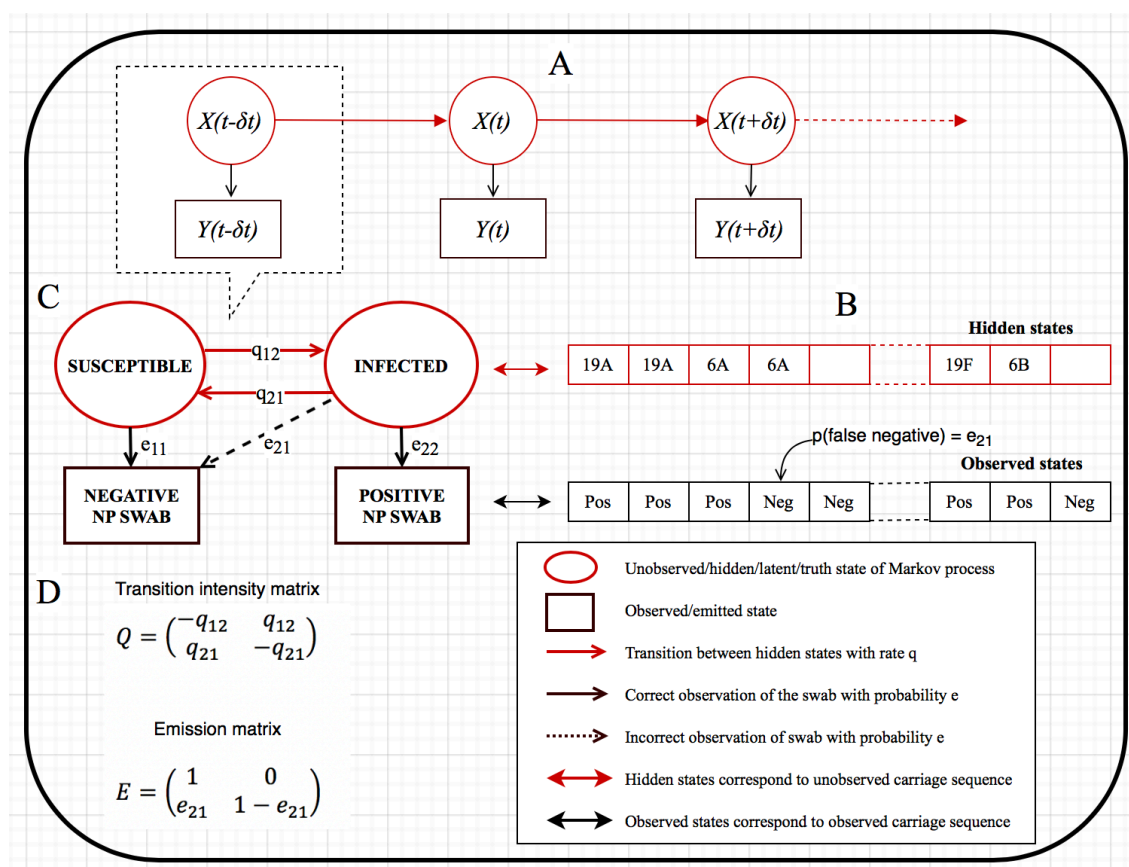 A
X(t-δt)
X(t)
X(t+δt)
Y(t-δt)
Y(t)
Y(t+δt)
C
B
SUSCEPTIBLE
q12
q21
INFECTED
e11
e21
e22
NEGATIVE
NP SWAB
POSITIVE
NP SWAB
Hidden states
19A 19A 6A 6A 19F 6B
p(false negative) = e21
Observed states
Pos Pos Pos Neg Neg Pos Pos Neg
D
Transition intensity matrix
Q = (−q12 q12
q21 −q21)
Emission matrix
E = (1 0
e21 1 − e21)
Unobserved/hidden/latent/truth state of Markov process
Observed/emitted state
Transition between hidden states with rate q
Correct observation of the swab with probability e
Incorrect observation of swab with probability e
Hidden states correspond to unobserved carriage sequence
Observed states correspond to observed carriage sequence